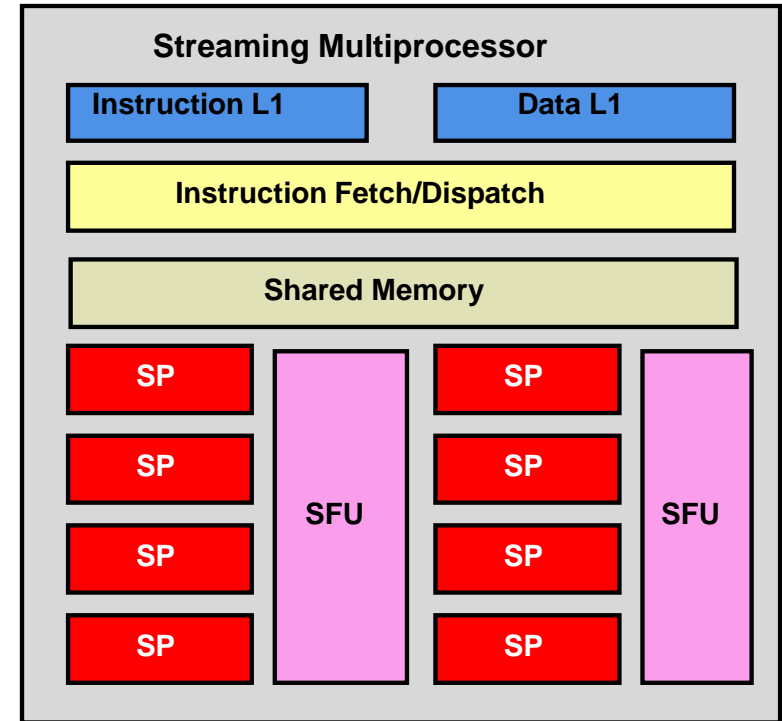 Streaming Multiprocessor
Instruction L1
Data L1
Instruction Fetch/Dispatch
Shared Memory
SP
SP
SP
SP
SFU
SP
SP
SP
SP
SFU